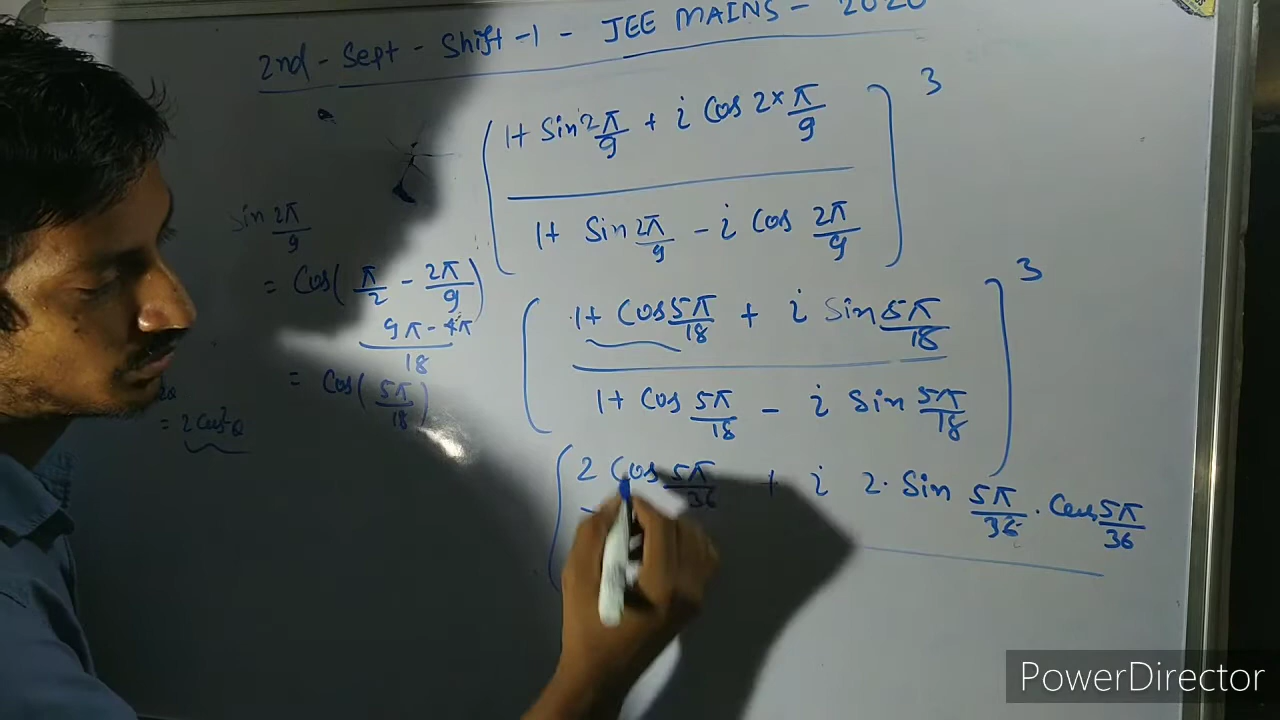 2nd - Sept - Shift - 1 - JEE MAINS - 2020
[ 1 + Sin 2π/9 + i Cos 2 × π/9 ]³
1 + Sin 2π/9 - i Cos 2π/9
Sin 2π/9
= Cos( π/2 - 2π/9 )
9π - 4π
18
= Cos( 5π/18 )
= 2 Cos²θ
[ 1 + Cos 5π/18 + i Sin 5π/18 ]³
1 + Cos 5π/18 - i Sin 5π/18
[ 2 Cos 5π/36 + i 2 · Sin 5π/36 · Cos 5π/36
PowerDirector